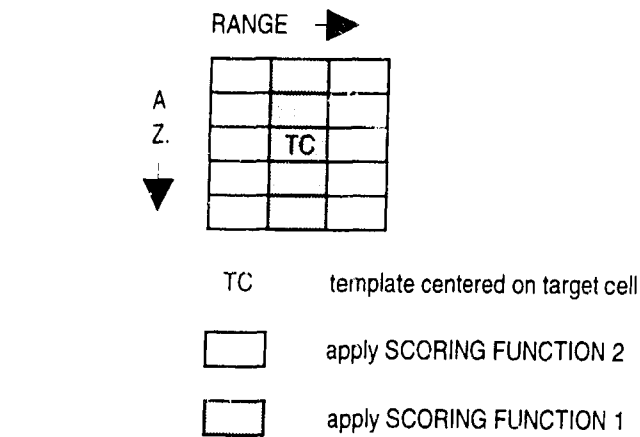 RANGE
A
Z.
TC
TC template centered on target cell
apply SCORING FUNCTION 2
apply SCORING FUNCTION 1